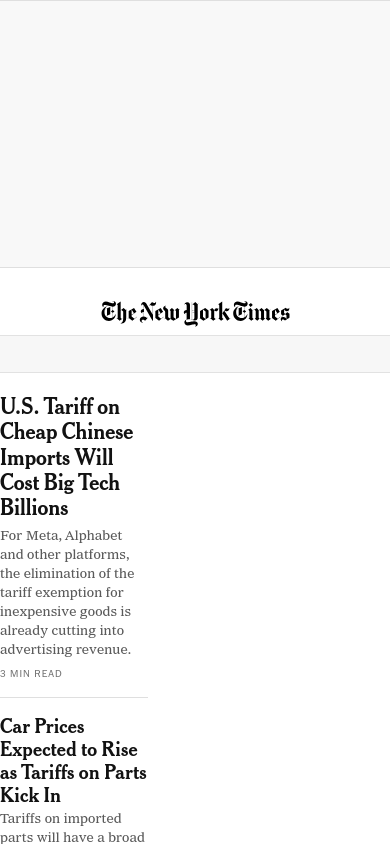 The New York Times
U.S. Tariff on
Cheap Chinese
Imports Will
Cost Big Tech
Billions
For Meta, Alphabet
and other platforms,
the elimination of the
tariff exemption for
inexpensive goods is
already cutting into
advertising revenue.
3 MIN READ
Car Prices
Expected to Rise
as Tariffs on Parts
Kick In
Tariffs on imported
parts will have a broad